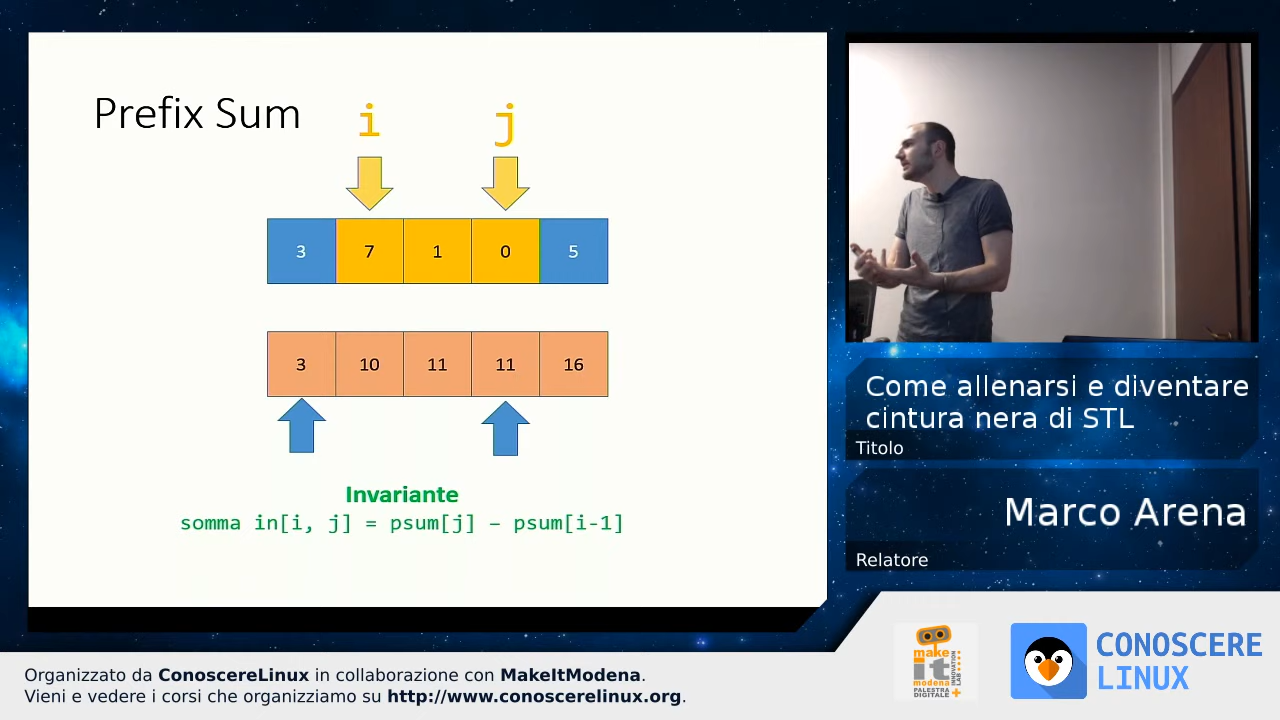 Prefix Sum
i j
3 7 1 0 5
3 10 11 11 16
Invariante
somma in[i, j] = psum[j] – psum[i-1]
Come allenarsi e diventare
cintura nera di STL
Titolo
Marco Arena
Relatore
make
it
modena
PALESTRA
DIGITALE
INNOVATION
LAB
CONOSCERE
LINUX
Organizzato da ConoscereLinux in collaborazione con MakeItModena.
Vieni e vedere i corsi che organizziamo su http://www.conoscerelinux.org.